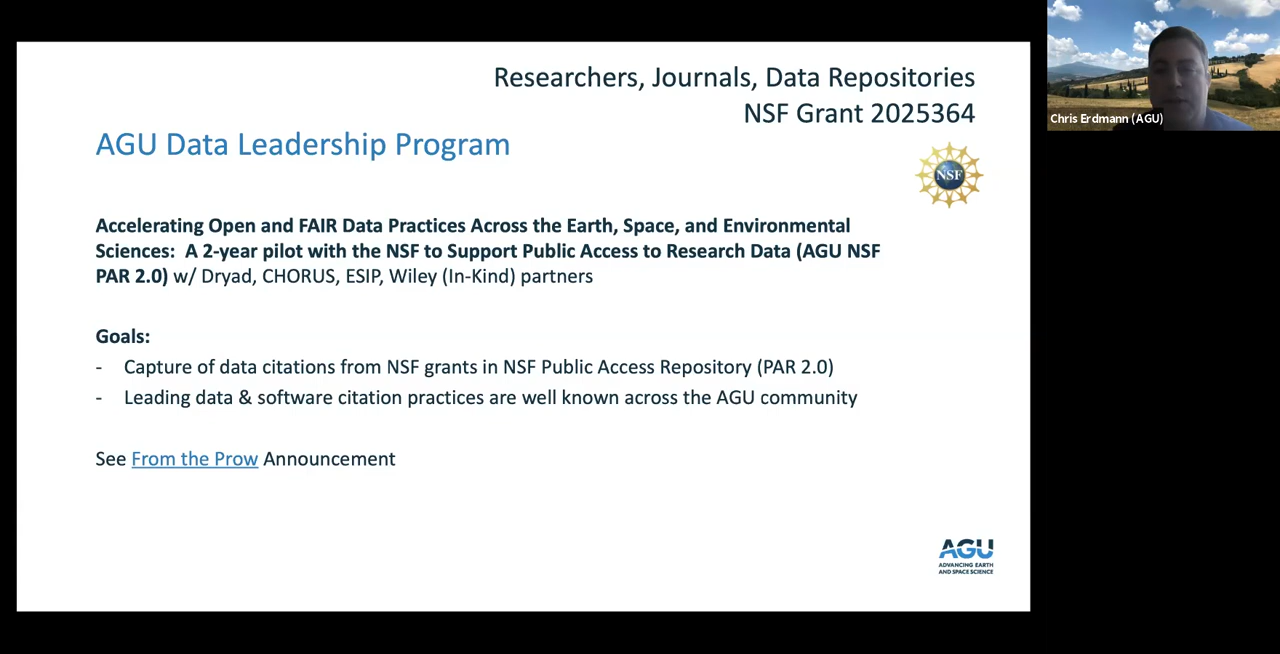 Researchers, Journals, Data Repositories
NSF Grant 2025364
AGU Data Leadership Program
NSF
Accelerating Open and FAIR Data Practices Across the Earth, Space, and Environmental
Sciences:  A 2-year pilot with the NSF to Support Public Access to Research Data (AGU NSF
PAR 2.0) w/ Dryad, CHORUS, ESIP, Wiley (In-Kind) partners
Goals:
- Capture of data citations from NSF grants in NSF Public Access Repository (PAR 2.0)
- Leading data & software citation practices are well known across the AGU community
See From the Prow Announcement
AGU
ADVANCING EARTH
AND SPACE SCIENCE
Chris Erdmann (AGU)